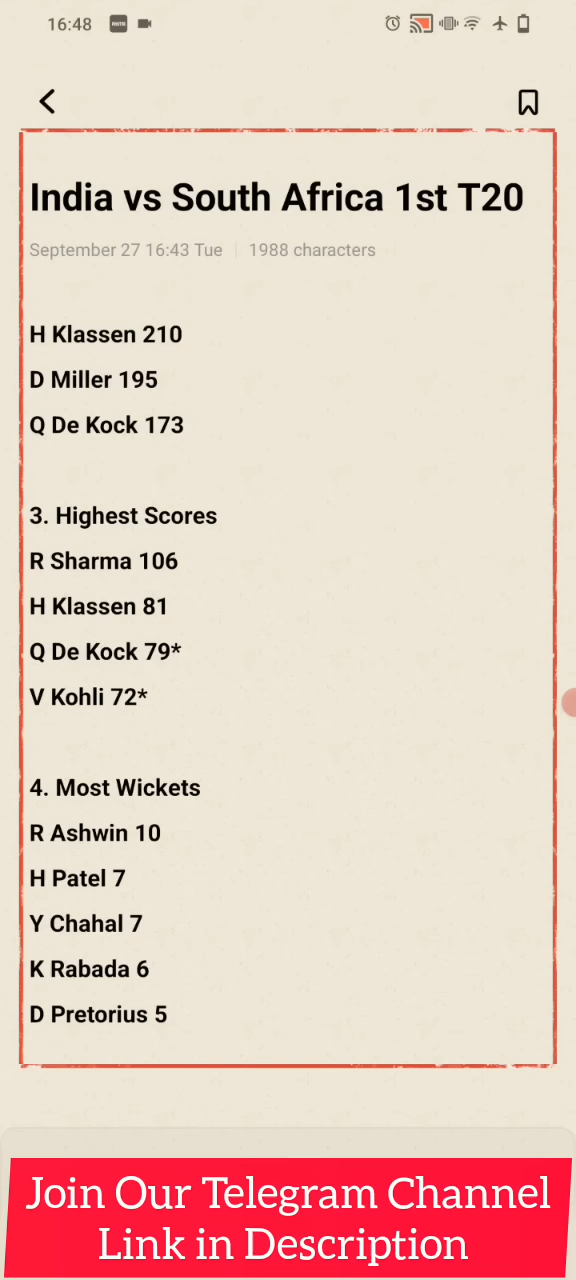 16:48
India vs South Africa 1st T20
September 27 16:43 Tue | 1988 characters
H Klassen 210
D Miller 195
Q De Kock 173
3. Highest Scores
R Sharma 106
H Klassen 81
Q De Kock 79*
V Kohli 72*
4. Most Wickets
R Ashwin 10
H Patel 7
Y Chahal 7
K Rabada 6
D Pretorius 5
Join Our Telegram Channel
Link in Description